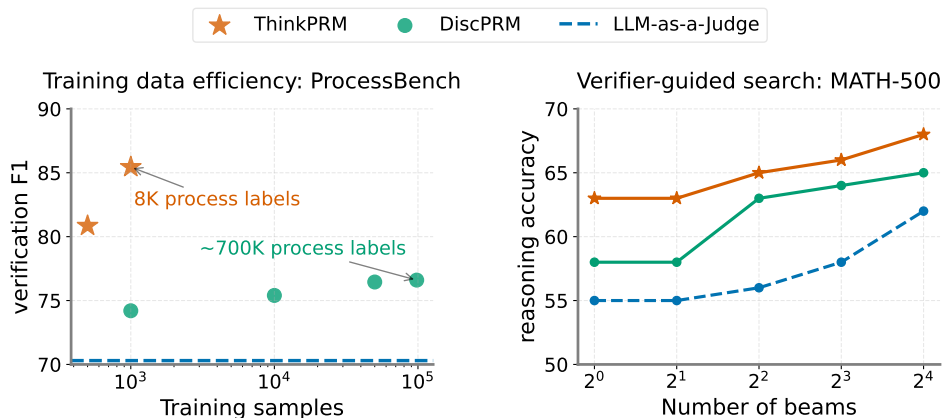 ThinkPRM DiscPRM LLM-as-a-Judge
Training data efficiency: ProcessBench
90
85
80
75
70
verification F1
8K process labels
~700K process labels
10³ 10⁴ 10⁵
Training samples
Verifier-guided search: MATH-500
70
65
60
55
50
reasoning accuracy
2⁰ 2¹ 2² 2³ 2⁴
Number of beams